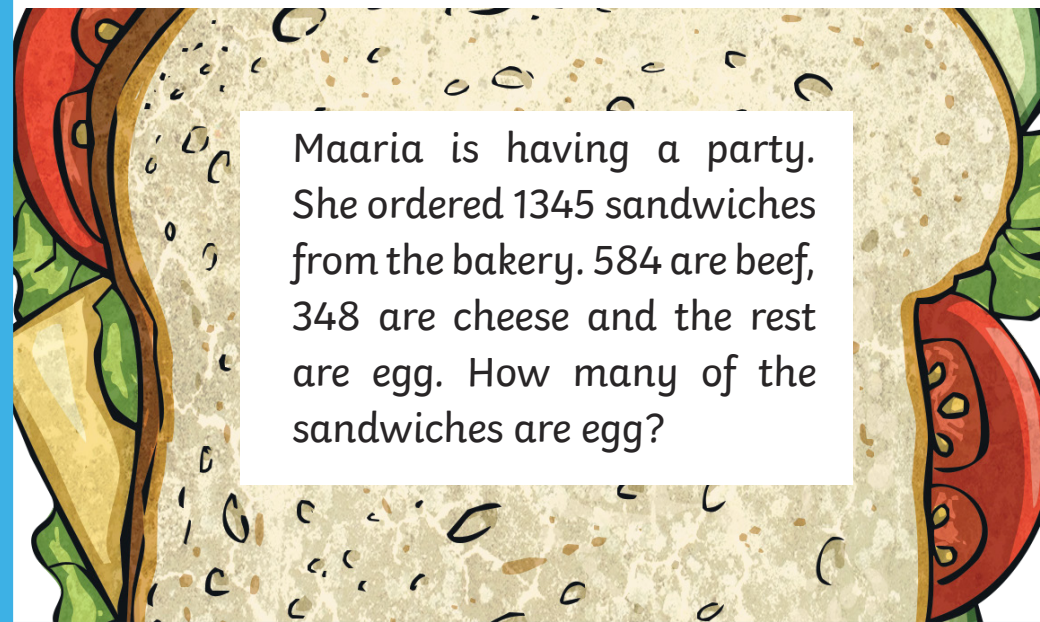 Maaria is having a party.
She ordered 1345 sandwiches
from the bakery. 584 are beef,
348 are cheese and the rest
are egg. How many of the
sandwiches are egg?